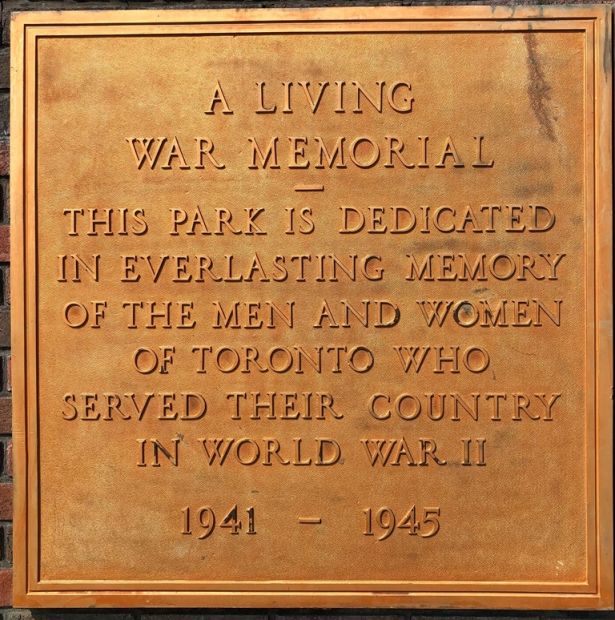 A LIVING
WAR MEMORIAL
—
THIS PARK IS DEDICATED
IN EVERLASTING MEMORY
OF THE MEN AND WOMEN
OF TORONTO WHO
SERVED THEIR COUNTRY
IN WORLD WAR II
1941 – 1945